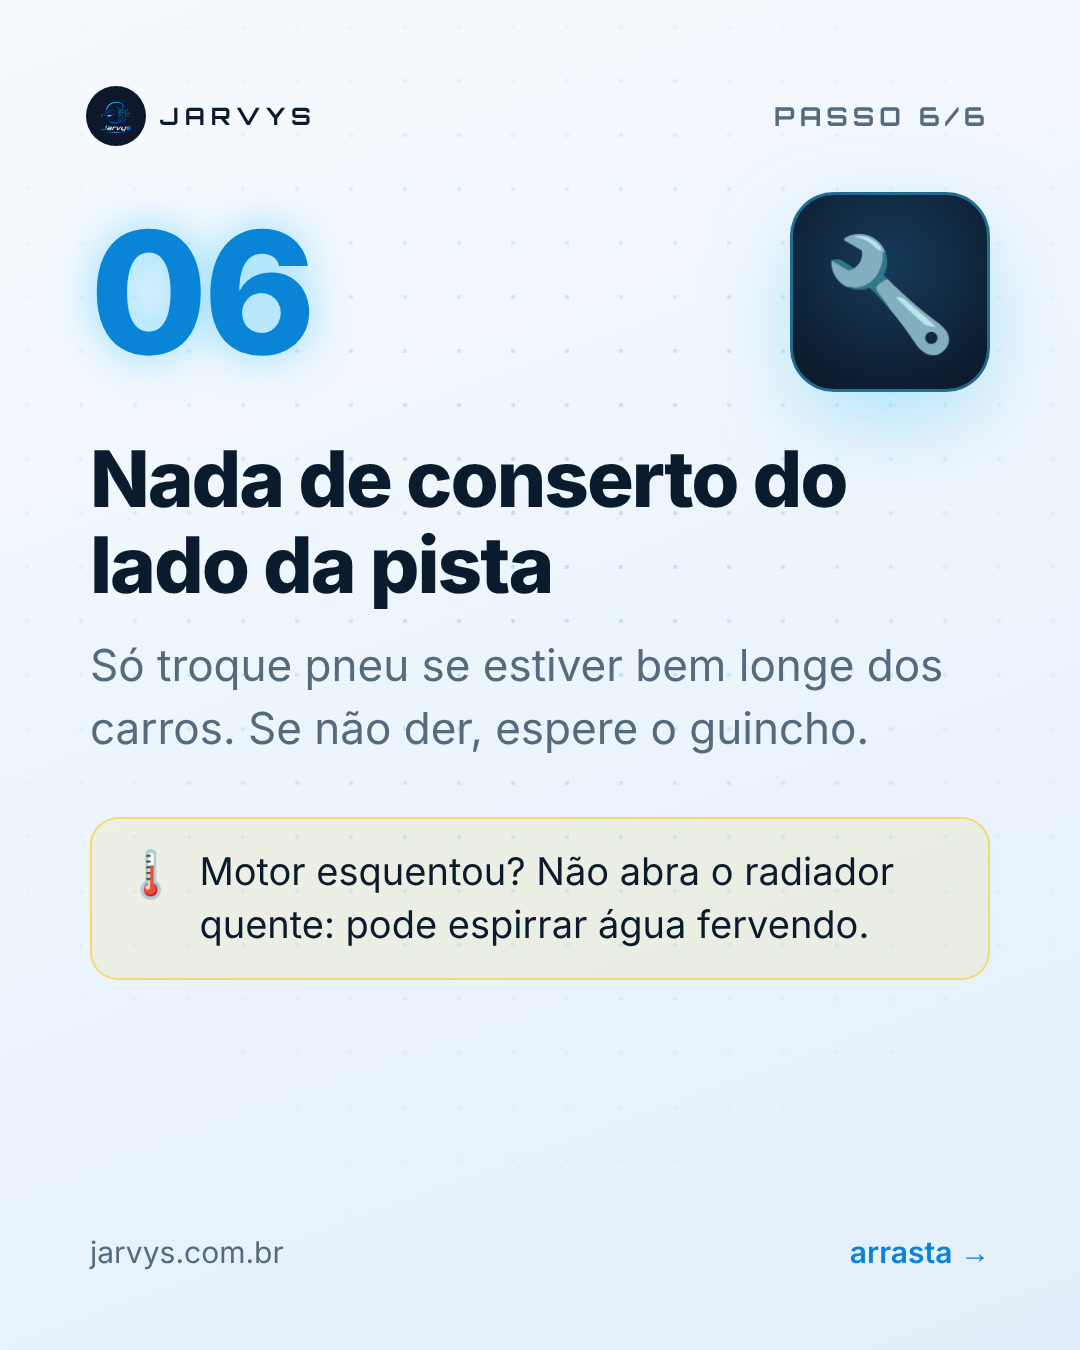 Jarvys
JARVYS
PASSO 6/6
06
Nada de conserto do
lado da pista
Só troque pneu se estiver bem longe dos
carros. Se não der, espere o guincho.
Motor esquentou? Não abra o radiador
quente: pode espirrar água fervendo.
jarvys.com.br
arrasta →